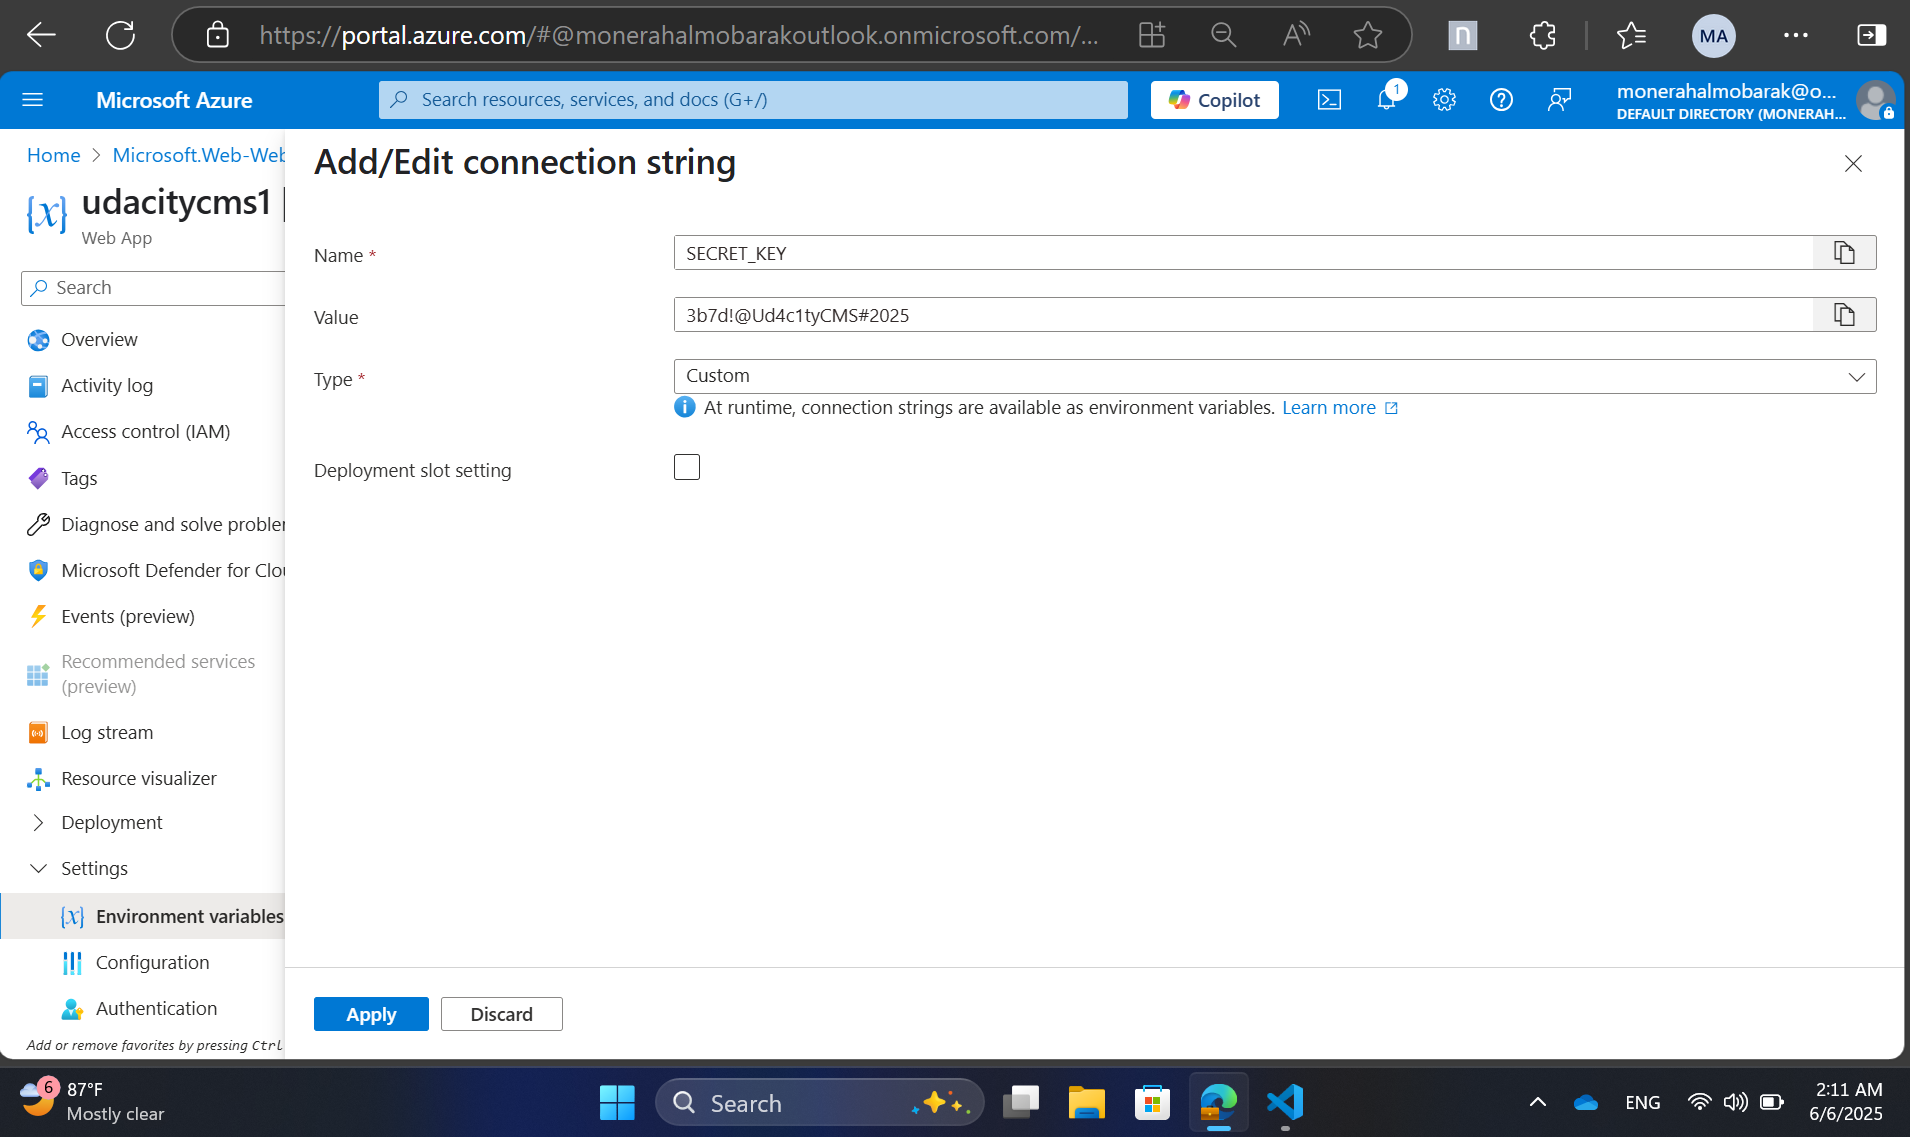 https://portal.azure.com/#@monerahalmobarakoutlook.onmicrosoft.com/...
n
MA
Microsoft Azure
Search resources, services, and docs (G+/)
Copilot
1
monerahalmobarak@o...
DEFAULT DIRECTORY (MONERAH...
Home > Microsoft.Web-Web
Add/Edit connection string
{x} udacitycms1 |
Web App
Search
Overview
Activity log
Access control (IAM)
Tags
Diagnose and solve probler
Microsoft Defender for Clou
Events (preview)
Recommended services
(preview)
Log stream
Resource visualizer
Deployment
Settings
{x} Environment variables
Configuration
Authentication
Add or remove favorites by pressing Ctrl
Name *
SECRET_KEY
Value
3b7d!@Ud4c1tyCMS#2025
Type *
Custom
At runtime, connection strings are available as environment variables. Learn more
Deployment slot setting
Apply
Discard
6
87°F
Mostly clear
Search
ENG
2:11 AM
6/6/2025